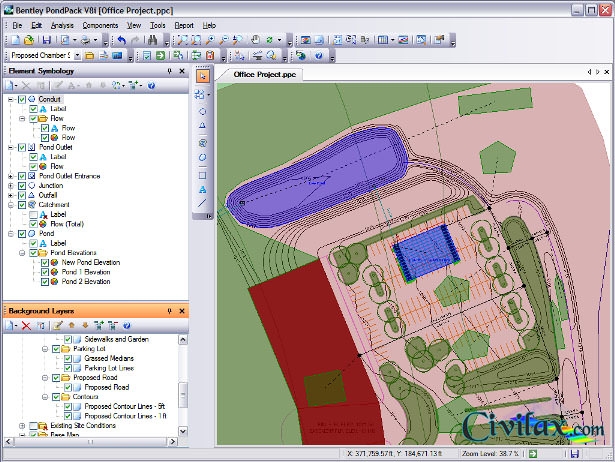 Bentley PondPack V8i [Office Project.ppc]
File Edit Analysis Components View Tools Report Help
Proposed Chamber S
Element Symbology
Conduit
Label
Flow
Flow
Flow
Pond Outlet
Label
Flow
Pond Outlet Entrance
Junction
Outfall
Catchment
Label
Flow (Total)
Pond
Label
Pond Elevations
New Pond Elevation
Pond 1 Elevation
Pond 2 Elevation
Background Layers
Sidewalks and Garden
Parking Lot
Grassed Medians
Parking Lot Lines
Proposed Road
Proposed Road
Contours
Proposed Contour Lines - 5ft
Proposed Contour Lines - 1ft
Existing Site Conditions
Base Map
Office Project.ppc
Civilax.com
X: 371,759.57 ft, Y: 184,671.13 ft
Zoom Level: 38.7 %